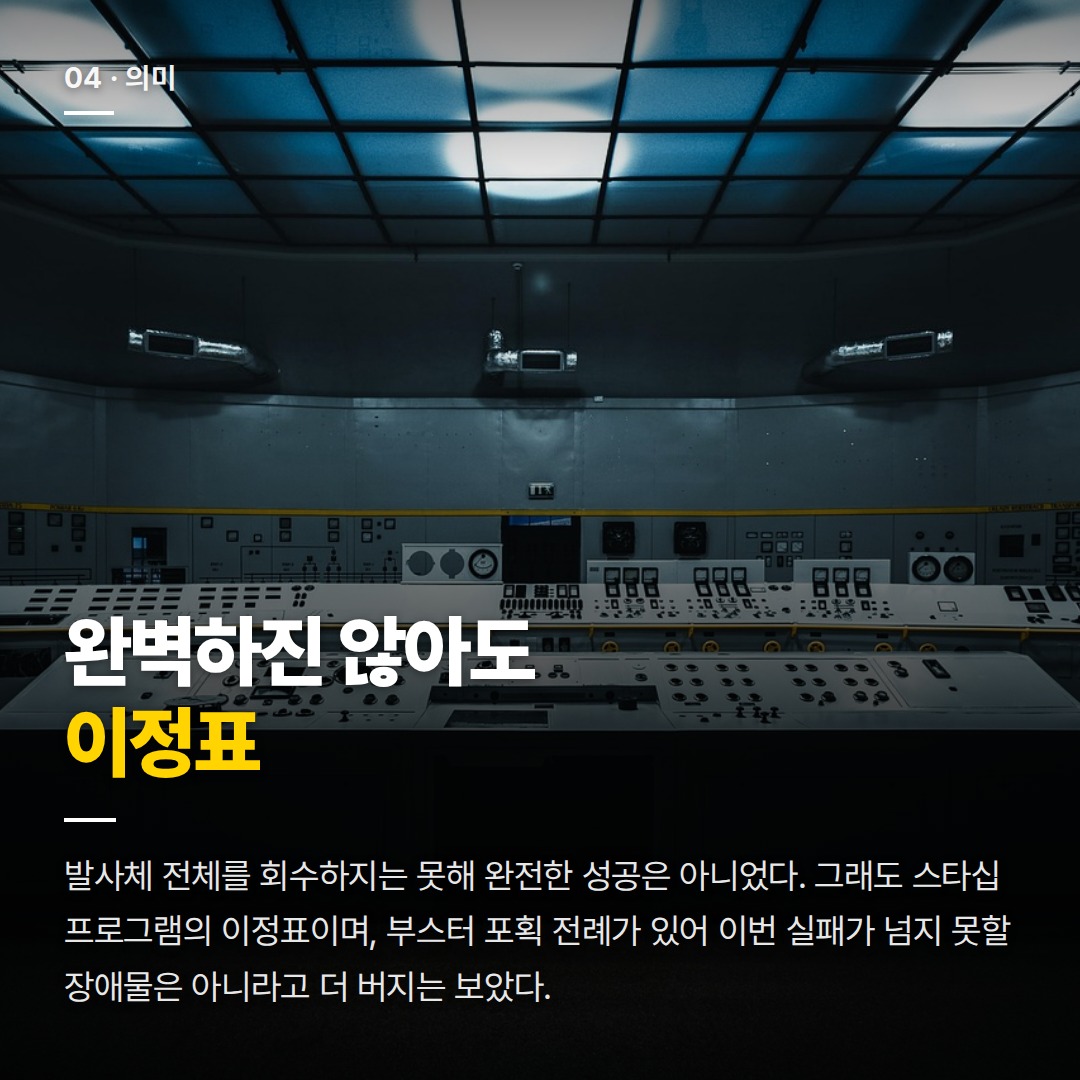 04 · 의미
완벽하진 않아도
이정표
발사체 전체를 회수하지는 못해 완전한 성공은 아니었다. 그래도 스타십
프로그램의 이정표이며, 부스터 포획 전례가 있어 이번 실패가 넘지 못할
장애물은 아니라고 더 버지는 보았다.